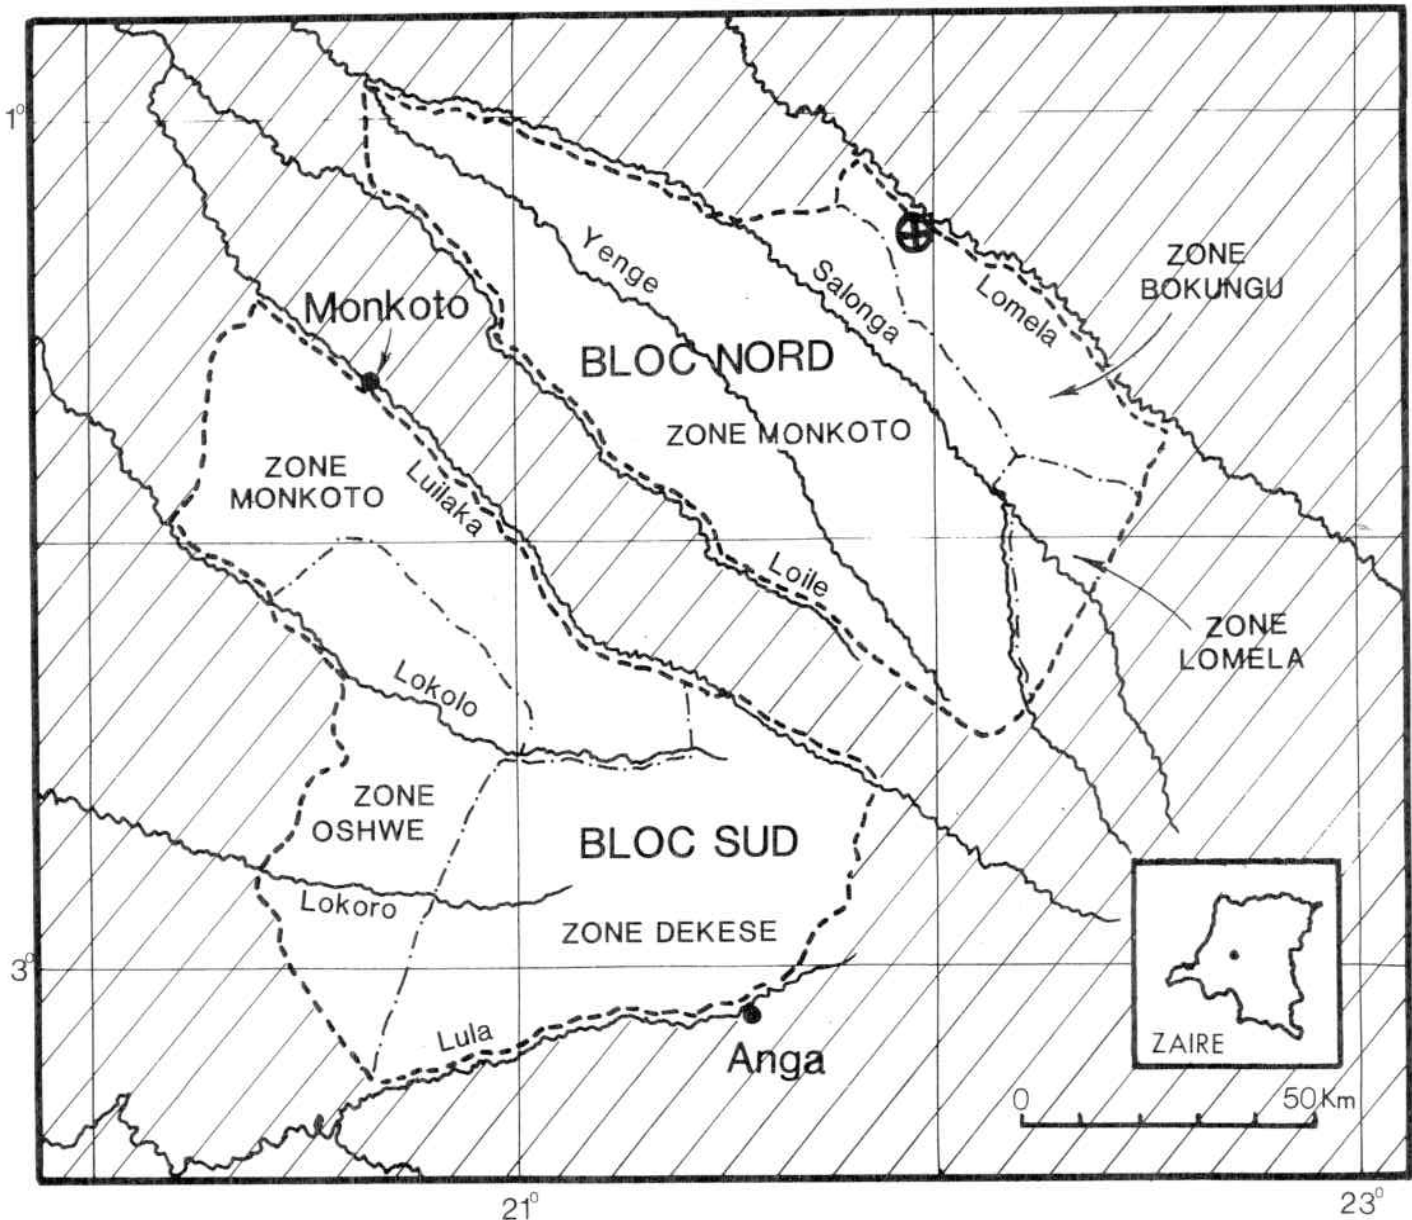 1°
Yenge
Salonga
Lomela
ZONE
BOKUNGU
Monkoto
BLOC NORD
ZONE MONKOTO
ZONE
MONKOTO
Luilaka
Loile
ZONE
LOMELA
Lokolo
ZONE
OSHWE
BLOC SUD
Lokoro
ZONE DEKESE
3°
Lula
Anga
ZAIRE
0 50 Km
21°
23°